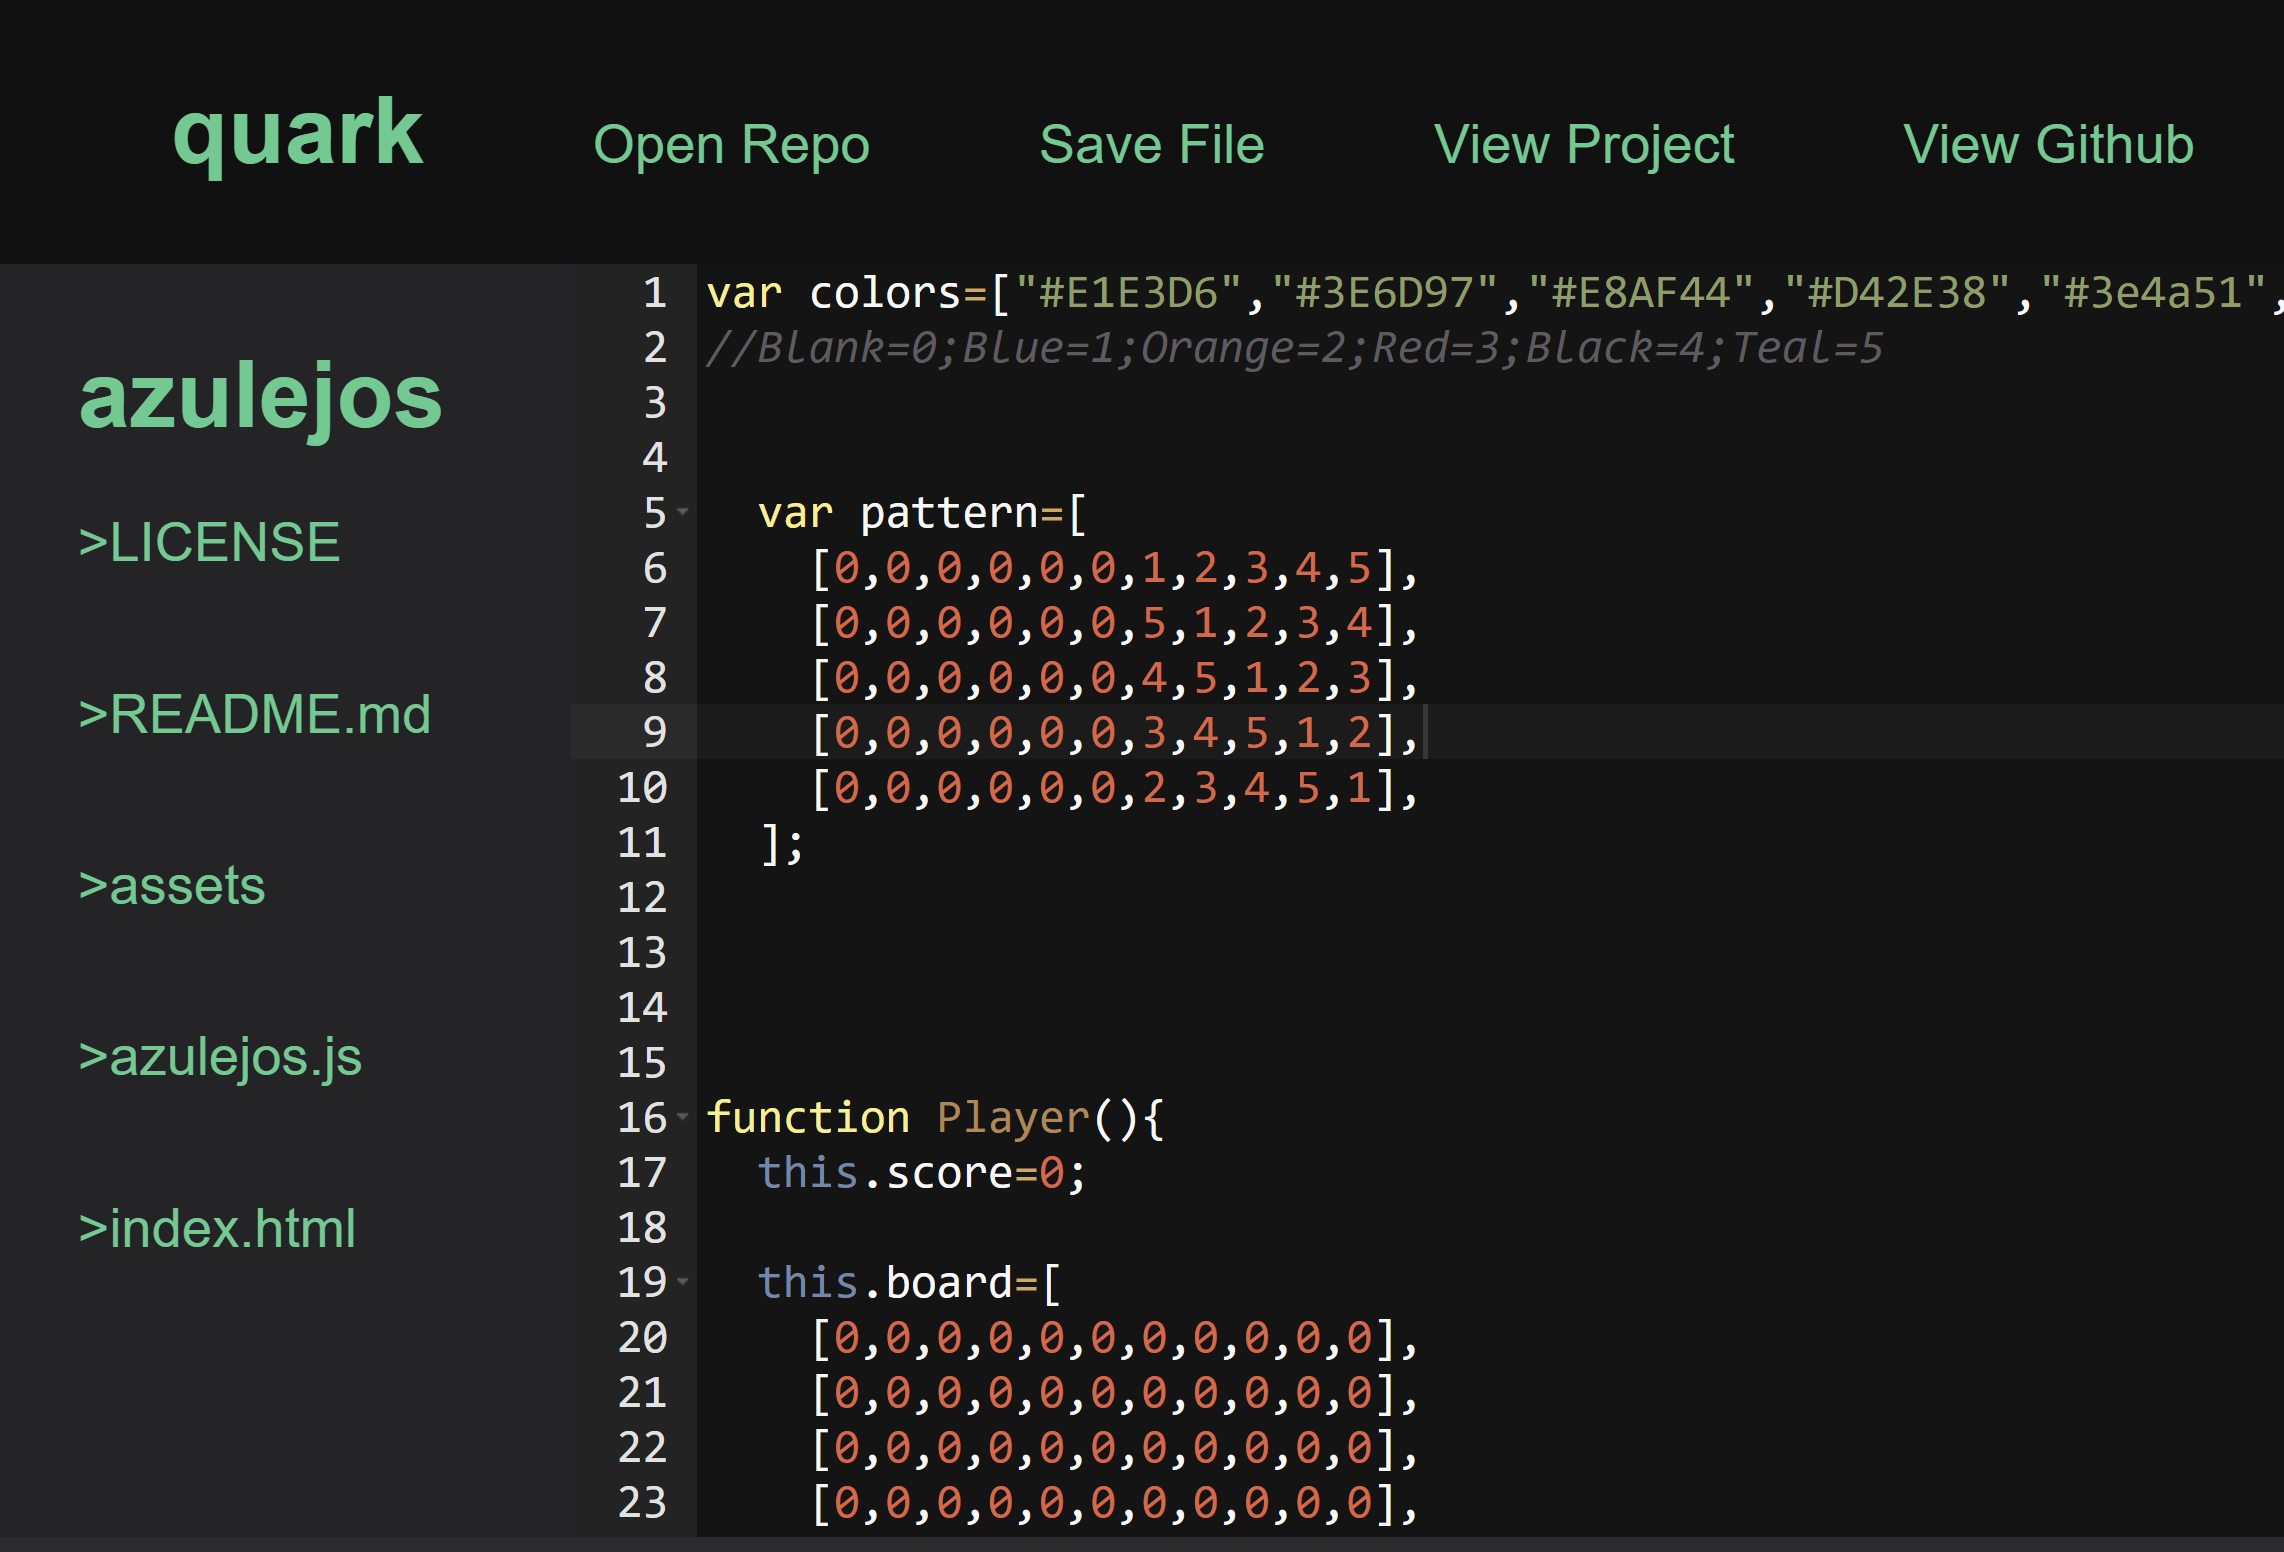 quark Open Repo Save File View Project View Github
azulejos
>LICENSE
>README.md
>assets
>azulejos.js
>index.html
1 var colors=["#E1E3D6","#3E6D97","#E8AF44","#D42E38","#3e4a51",
2 //Blank=0;Blue=1;Orange=2;Red=3;Black=4;Teal=5
3
4
5 var pattern=[
6 [0,0,0,0,0,0,1,2,3,4,5],
7 [0,0,0,0,0,0,5,1,2,3,4],
8 [0,0,0,0,0,0,4,5,1,2,3],
9 [0,0,0,0,0,0,3,4,5,1,2],
10 [0,0,0,0,0,0,2,3,4,5,1],
11 ];
12
13
14
15
16 function Player(){
17 this.score=0;
18
19 this.board=[
20 [0,0,0,0,0,0,0,0,0,0,0],
21 [0,0,0,0,0,0,0,0,0,0,0],
22 [0,0,0,0,0,0,0,0,0,0,0],
23 [0,0,0,0,0,0,0,0,0,0,0],